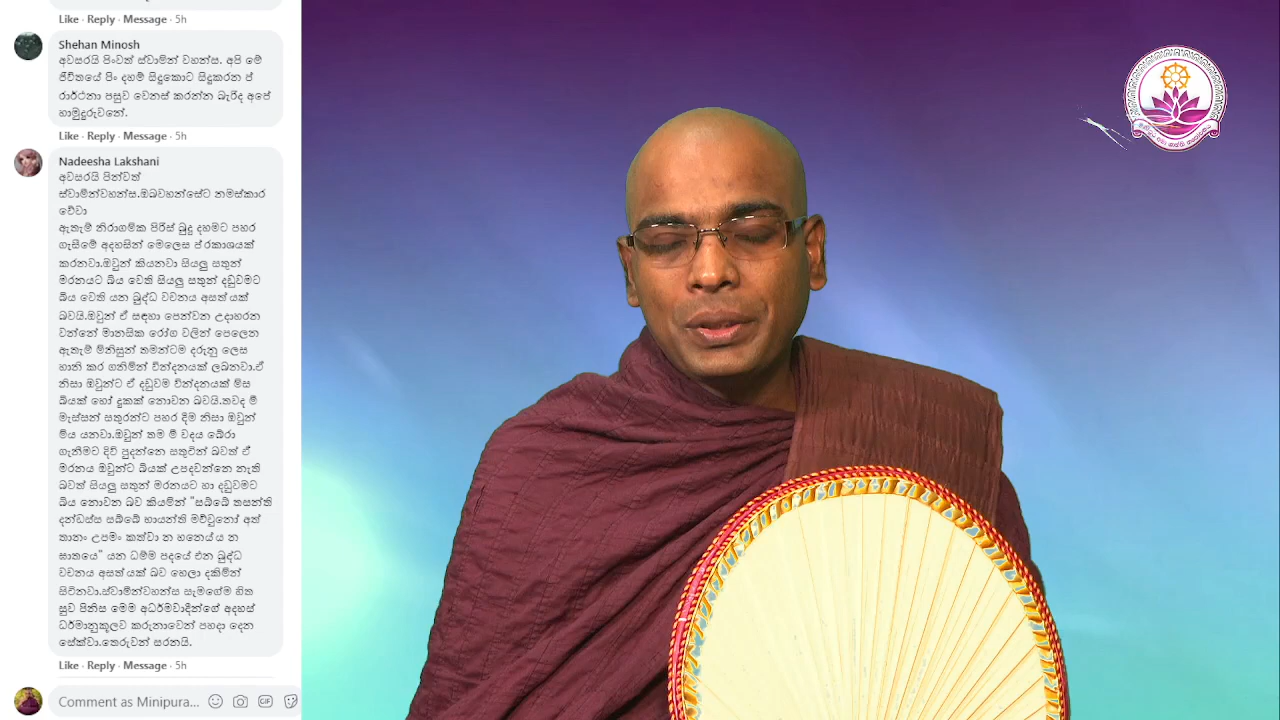 Like · Reply · Message · 5h
Shehan Minosh
අවසරයි පිංවත් ස්වාමින් වහන්ස. අපි මේ
ජීවිතයේ පිං දහම් සිදුකොට සිදුකරන ප්
රාර්ථනා පසුව වෙනස් කරන්න බැරිද අපේ
හාමුදුරුවනේ.
Like · Reply · Message · 5h
Nadeesha Lakshani
අවසරයි පින්වත්
ස්වාමින්වහන්ස.ඔබවහන්සේට නමස්කාර
වේවා
ඇතැම් නිරාගමික පිරිස් බුදු දහමට පහර
ගැසීමේ අදහසින් මෙලෙස ප්රකාශයක්
කරනවා.ඔවුන් කියනවා සියලු සතුන්
මරනයට බිය වෙති සියලු සතුන් දඩුවමට
බිය වෙති යන බුද්ධ වචනය අසත්යක්
බවයි.ඔවුන් ඒ සඳහා පෙන්වන උදාහරන
වන්නේ මානසික රෝග වලින් පෙලෙන
ඇතැම් මිනිසුන් තමන්ටම දරුනු ලෙස
හානි කර ගනිමින් වින්දනයක් ලබනවා.ඒ
නිසා ඔවුන්ට ඒ දඩුවම වින්දනයක් මිස
බියක් හෝ දුකක් නොවන බවයි.තවද මී
මැස්සන් සතුරන්ට පහර දීම නිසා ඔවුන්
මිය යනවා.ඔවුන් තම මී වදය බේරා
ගැනීමට දිවි පුදන්නෙ සතුටින් බවත් ඒ
මරනය ඔවුන්ට බියක් උපදවන්නෙ නැති
බවත් සියලු සතුන් මරනයට හා දඩුවමට
බිය නොවන බව කියමින් "සබ්බේ තසන්ති
දන්ඩස්ස සබ්බේ භායන්ති මච්චුනෝ අත්
තානං උපමං කත්වා න හනෙය්ය න
ඝාතයෙ" යන ධම්ම පදයේ එන බුද්ධ
වචනය අසත්යක් බව හෙලා දකිමින්
සිටිනවා.ස්වාමින්වහන්ස සැමගේම හිත
සුව පිනිස මෙම අධර්මවාදීන්ගේ අදහස්
ධර්මානුකූලව කරුනාවෙන් පහදා දෙන
සේක්වා.තෙරුවන් සරනයි.
Like · Reply · Message · 5h
Comment as Minipura...
GIF